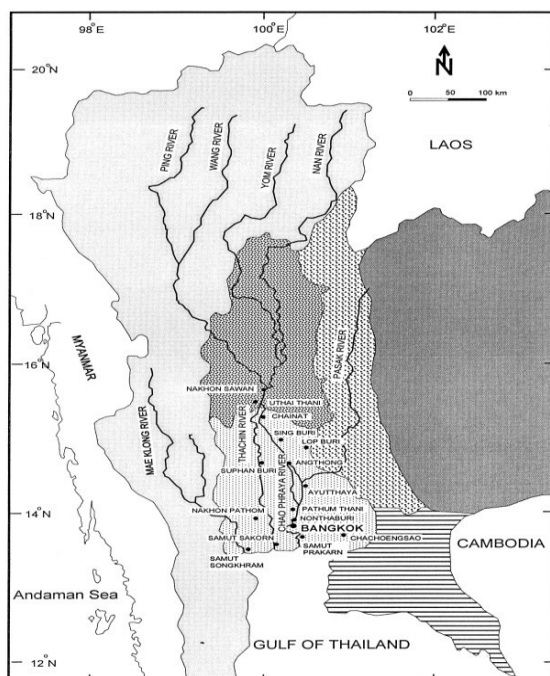 98°E
100°E
102°E
20°N
N
0 50 100 km
LAOS
PING RIVER
WANG RIVER
YOM RIVER
NAN RIVER
18°N
16°N
MYANMAR
PASAK RIVER
MAE KLONG RIVER
NAKHON SAWAN
UTHAI THANI
CHAINAT
THACHIN RIVER
SING BURI
LOP BURI
SUPHAN BURI
ANGTHONG
CHAO PHRAYA RIVER
AYUTTHAYA
NAKHON PATHOM
PATHUM THANI
14°N
NONTHABURI
BANGKOK
SAMUT SAKORN
CHACHOENGSAO
SAMUT
PRAKARN
SAMUT
SONGKHRAM
CAMBODIA
Andaman Sea
GULF OF THAILAND
12°N